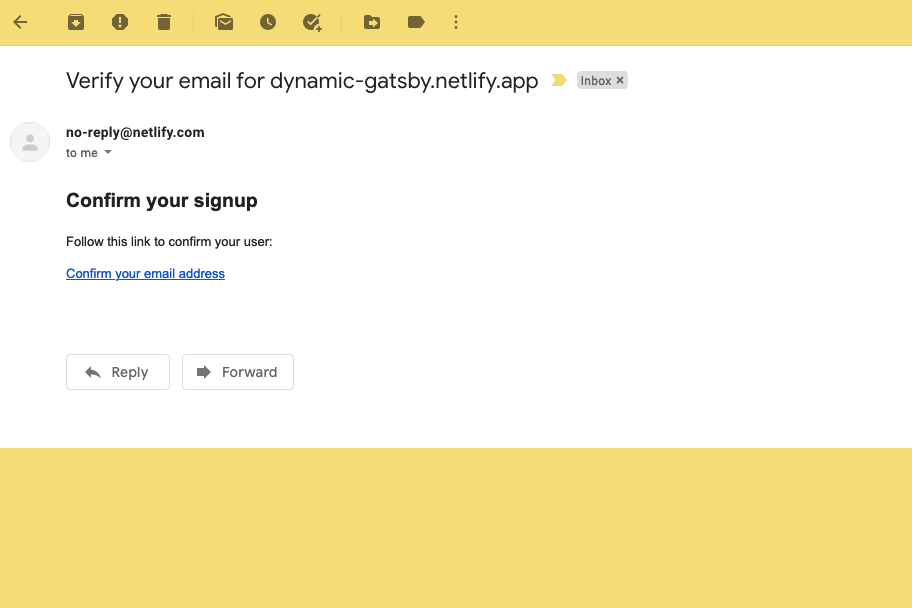 Verify your email for dynamic-gatsby.netlify.app Inbox ×
no-reply@netlify.com
to me
Confirm your signup
Follow this link to confirm your user:
Confirm your email address
Reply Forward